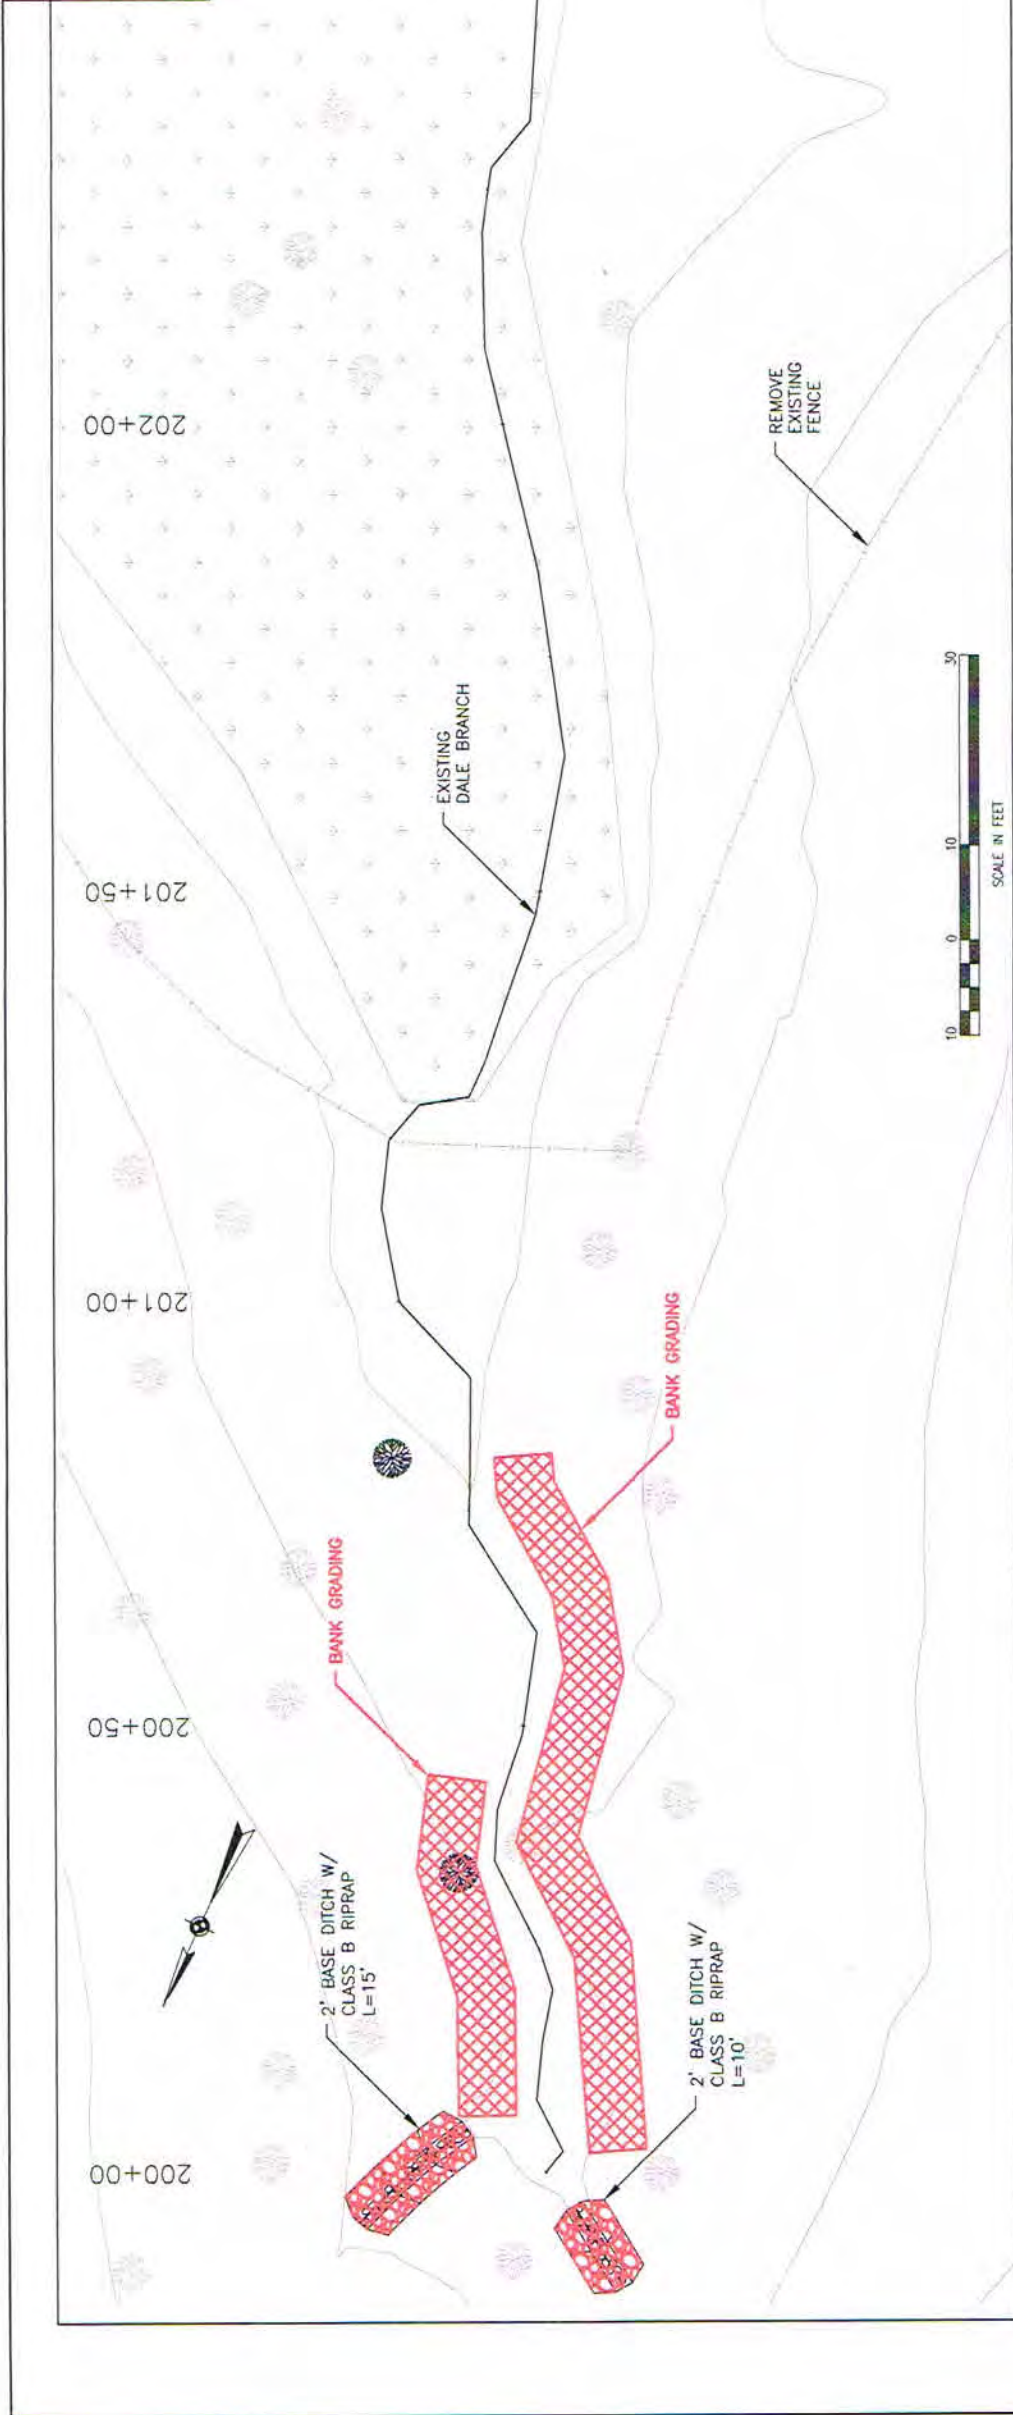 200+00
200+50
201+00
201+50
202+00
2' BASE DITCH W/
CLASS B RIPRAP
L=15'
BANK GRADING
EXISTING
DALE BRANCH
2' BASE DITCH W/
CLASS B RIPRAP
L=10'
BANK GRADING
REMOVE
EXISTING
FENCE
10 0 10 30
SCALE IN FEET